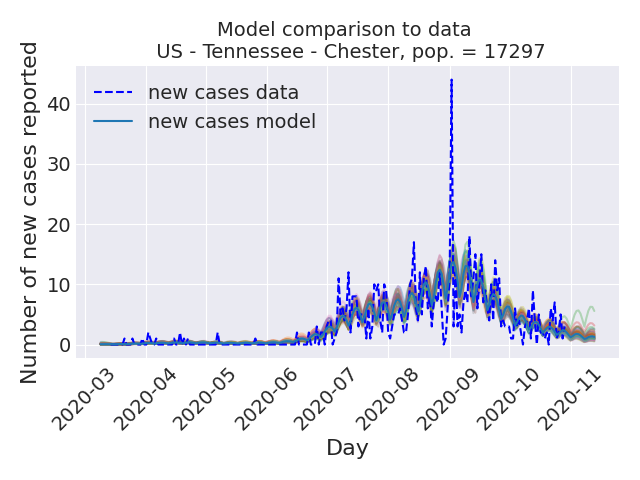 Model comparison to data
US - Tennessee - Chester, pop. = 17297
Number of new cases reported
new cases data
new cases model
40
30
20
10
0
2020-03
2020-04
2020-05
2020-06
2020-07
2020-08
2020-09
2020-10
2020-11
Day